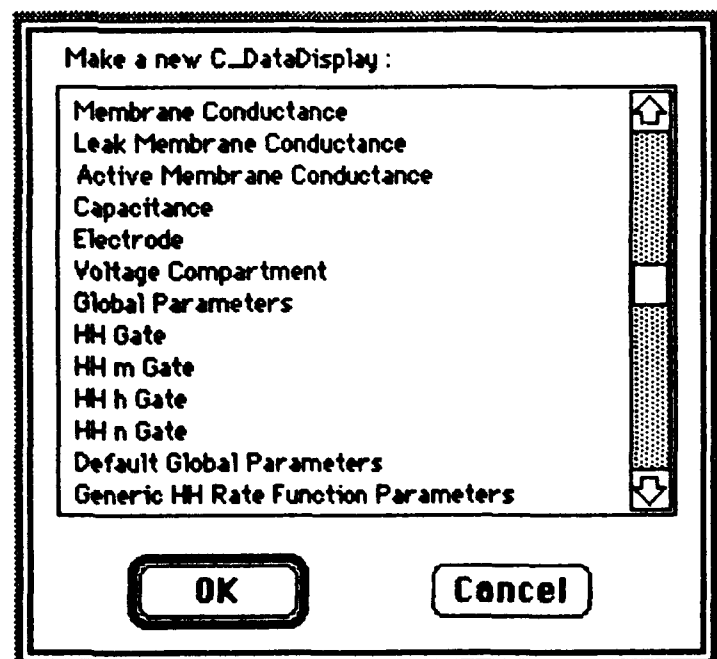 Make a new C_DataDisplay :
Membrane Conductance
Leak Membrane Conductance
Active Membrane Conductance
Capacitance
Electrode
Voltage Compartment
Global Parameters
HH Gate
HH m Gate
HH h Gate
HH n Gate
Default Global Parameters
Generic HH Rate Function Parameters
OK Cancel